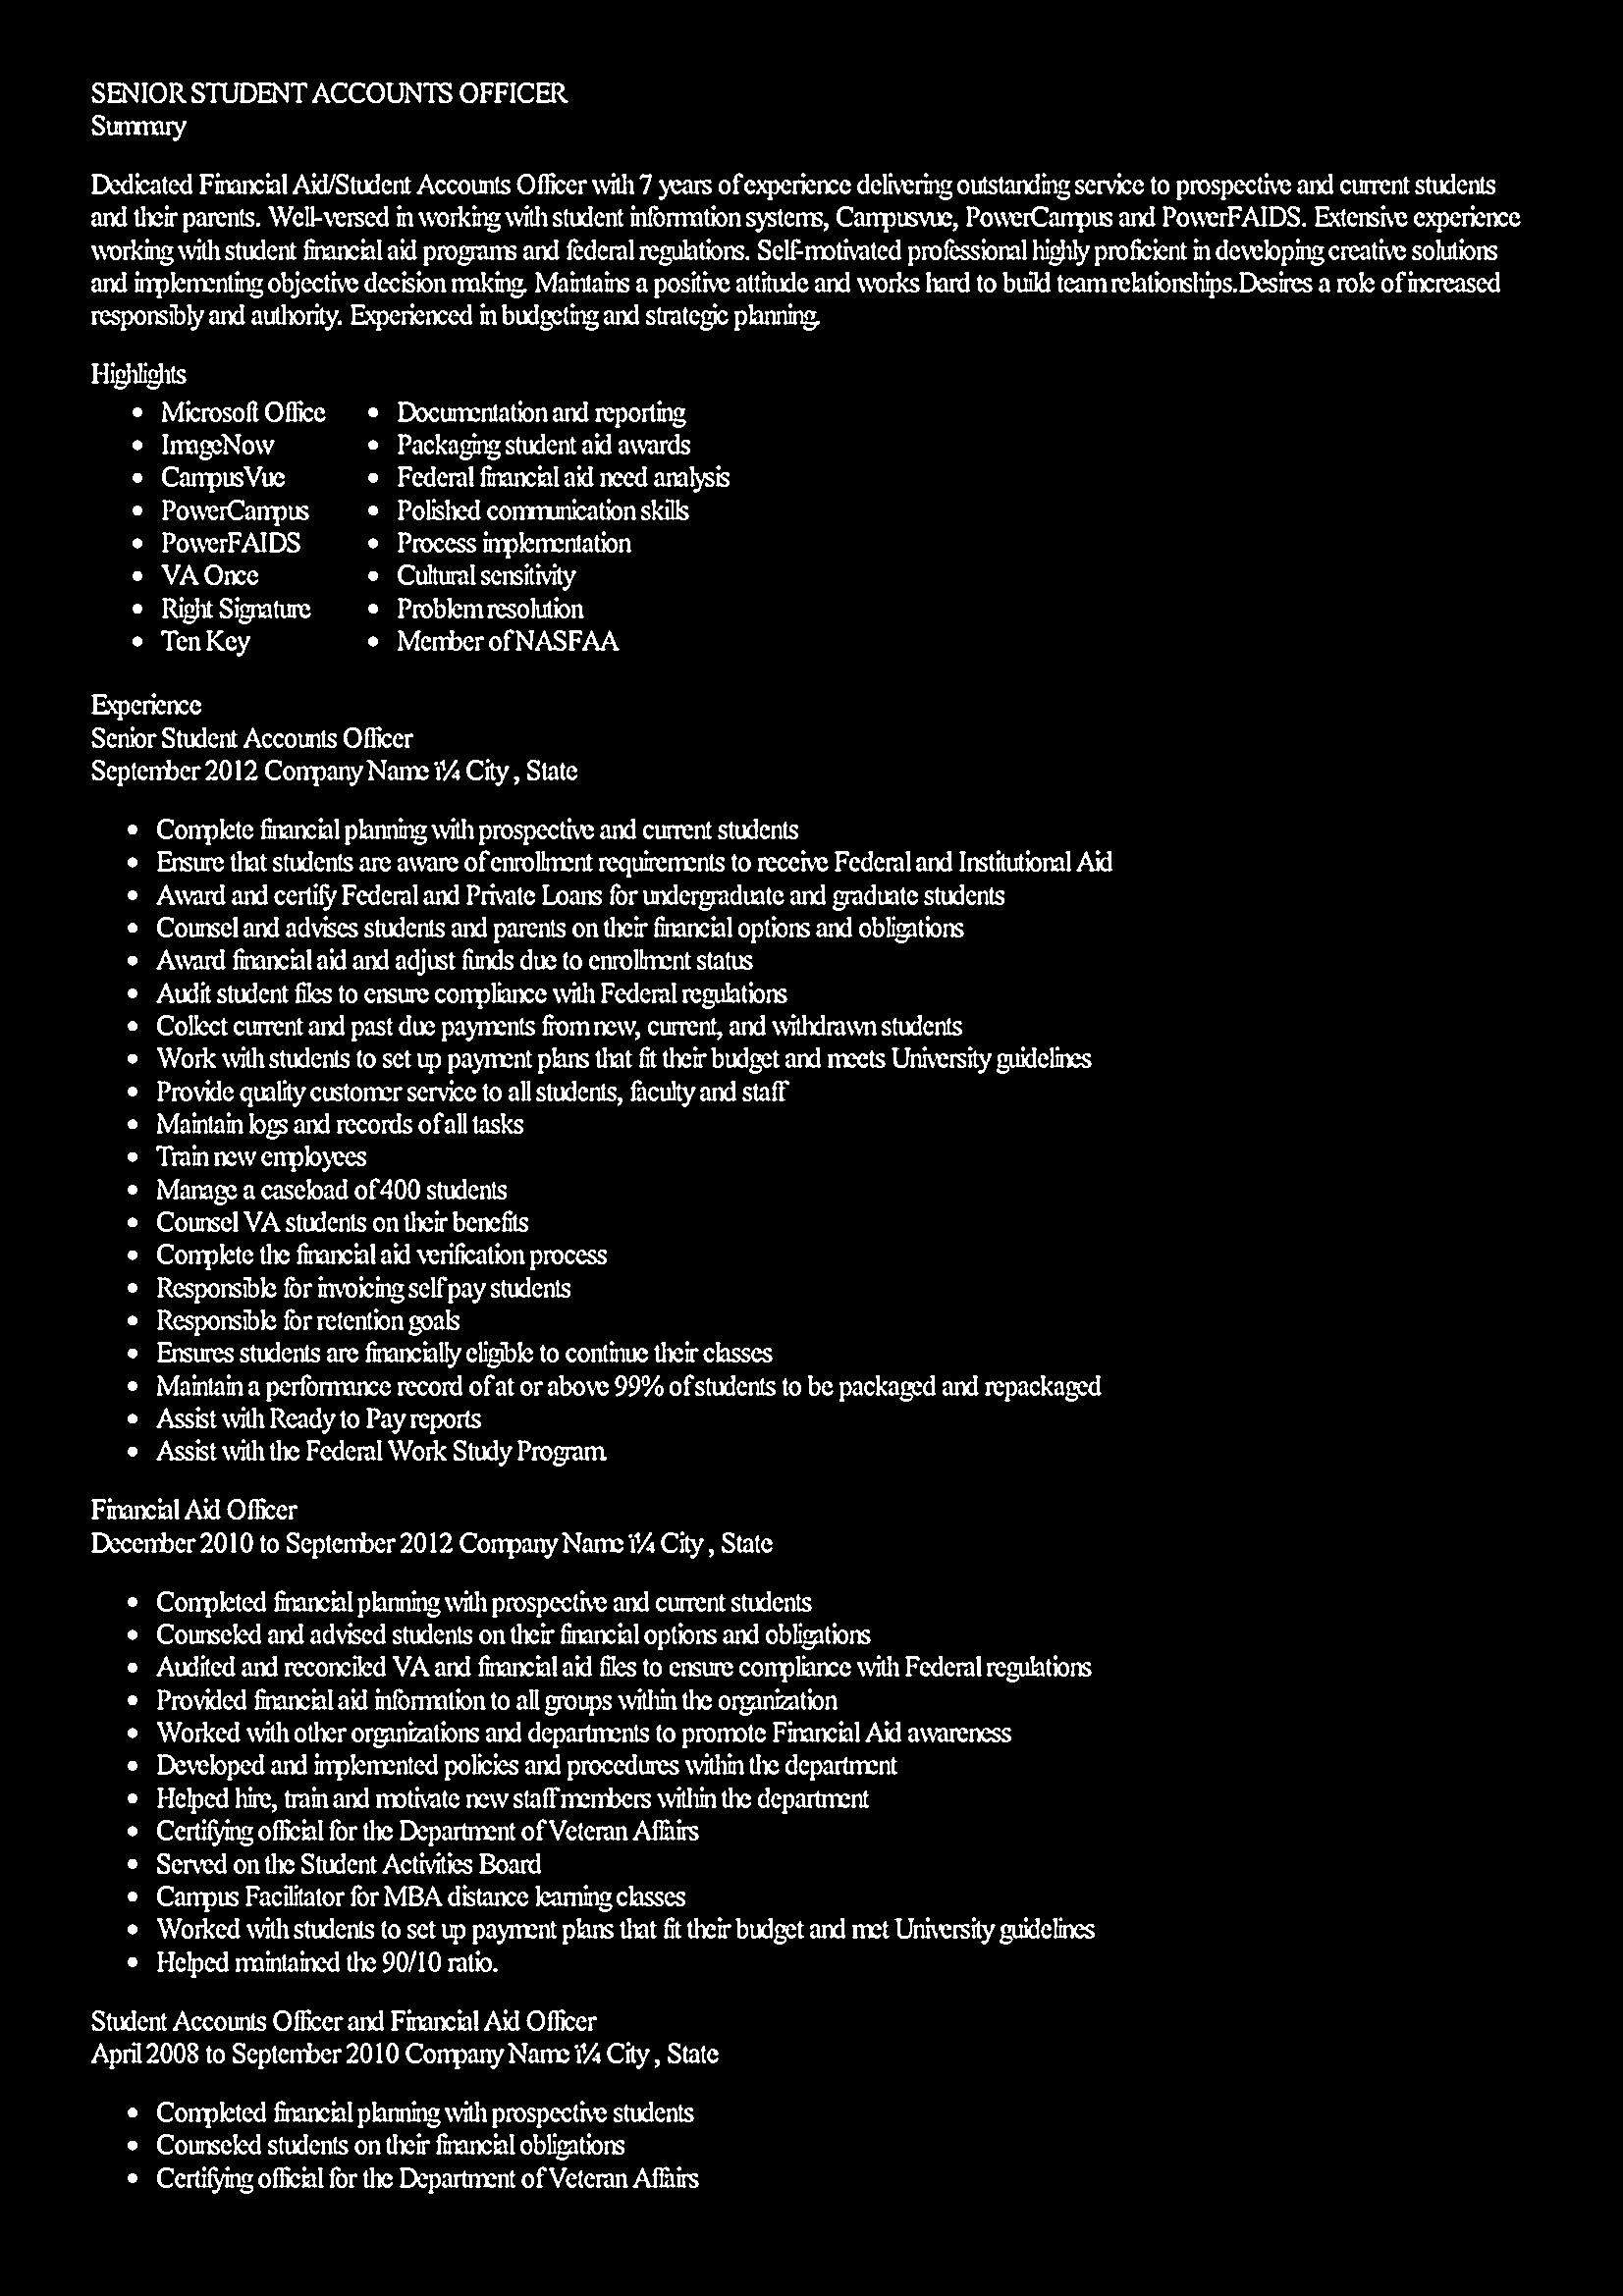 SENIOR STUDENT ACCOUNTS OFFICER
Summary
Dedicated Financial Aid/Student Accounts Officer with 7 years of experience delivering outstanding service to prospective and current students
and their parents. Well-versed in working with student information systems, Campusvue, PowerCampus and PowerFAIDS. Extensive experience
working with student financial aid programs and federal regulations. Self-motivated professional highly proficient in developing creative solutions
and implementing objective decision making. Maintains a positive attitude and works hard to build team relationships.Desires a role of increased
responsibly and authority. Experienced in budgeting and strategic planning.
Highlights
• Microsoft Office • Documentation and reporting
• ImageNow • Packaging student aid awards
• CampusVue • Federal financial aid need analysis
• PowerCampus • Polished communication skills
• PowerFAIDS • Process implementation
• VA Once • Cultural sensitivity
• Right Signature • Problem resolution
• Ten Key • Member of NASFAA
Experience
Senior Student Accounts Officer
September 2012 Company Name ï¼ City , State
• Complete financial planning with prospective and current students
• Ensure that students are aware of enrollment requirements to receive Federal and Institutional Aid
• Award and certify Federal and Private Loans for undergraduate and graduate students
• Counsel and advises students and parents on their financial options and obligations
• Award financial aid and adjust funds due to enrollment status
• Audit student files to ensure compliance with Federal regulations
• Collect current and past due payments from new, current, and withdrawn students
• Work with students to set up payment plans that fit their budget and meets University guidelines
• Provide quality customer service to all students, faculty and staff
• Maintain logs and records of all tasks
• Train new employees
• Manage a caseload of 400 students
• Counsel VA students on their benefits
• Complete the financial aid verification process
• Responsible for invoicing self pay students
• Responsible for retention goals
• Ensures students are financially eligible to continue their classes
• Maintain a performance record of at or above 99% of students to be packaged and repackaged
• Assist with Ready to Pay reports
• Assist with the Federal Work Study Program.
Financial Aid Officer
December 2010 to September 2012 Company Name ï¼ City , State
• Completed financial planning with prospective and current students
• Counseled and advised students on their financial options and obligations
• Audited and reconciled VA and financial aid files to ensure compliance with Federal regulations
• Provided financial aid information to all groups within the organization
• Worked with other organizations and departments to promote Financial Aid awareness
• Developed and implemented policies and procedures within the department
• Helped hire, train and motivate new staff members within the department
• Certifying official for the Department of Veteran Affairs
• Served on the Student Activities Board
• Campus Facilitator for MBA distance learning classes
• Worked with students to set up payment plans that fit their budget and met University guidelines
• Helped maintained the 90/10 ratio.
Student Accounts Officer and Financial Aid Officer
April 2008 to September 2010 Company Name ï¼ City , State
• Completed financial planning with prospective students
• Counseled students on their financial obligations
• Certifying official for the Department of Veteran Affairs